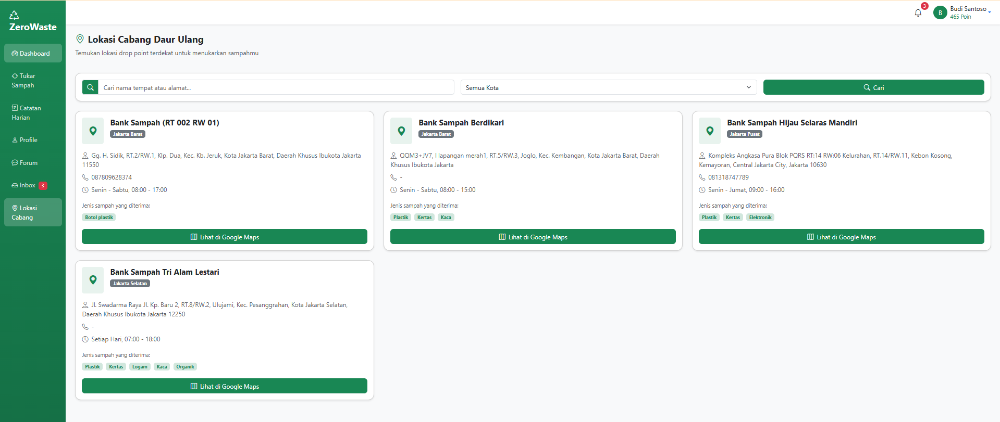 ZeroWaste
Dashboard
Tukar
Sampah
Catatan
Harian
Profile
Forum
Inbox 3
Lokasi
Cabang
3
B
Budi Santoso
465 Poin
Lokasi Cabang Daur Ulang
Temukan lokasi drop point terdekat untuk menukarkan sampahmu
Cari nama tempat atau alamat...
Semua Kota
Cari
Bank Sampah (RT 002 RW 01)
Jakarta Barat
Gg. H. Sidik, RT.2/RW.1, Klp. Dua, Kec. Kb. Jeruk, Kota Jakarta Barat, Daerah Khusus Ibukota Jakarta
11550
087809628374
Senin - Sabtu, 08:00 - 17:00
Jenis sampah yang diterima:
Botol plastik
Lihat di Google Maps
Bank Sampah Berdikari
Jakarta Barat
QQM3+JV7, l lapangan merah1, RT.5/RW.3, Joglo, Kec. Kembangan, Kota Jakarta Barat, Daerah
Khusus Ibukota Jakarta
-
Senin - Sabtu, 08:00 - 15:00
Jenis sampah yang diterima:
Plastik Kertas Kaca
Lihat di Google Maps
Bank Sampah Hijau Selaras Mandiri
Jakarta Pusat
Kompleks Angkasa Pura Blok PQRS RT:14 RW:06 Kelurahan, RT.14/RW.11, Kebon Kosong,
Kemayoran, Central Jakarta City, Jakarta 10630
081318747789
Senin - Jumat, 09:00 - 16:00
Jenis sampah yang diterima:
Plastik Kertas Elektronik
Lihat di Google Maps
Bank Sampah Tri Alam Lestari
Jakarta Selatan
Jl. Swadarma Raya Jl. Kp. Baru 2, RT.8/RW.2, Ulujami, Kec. Pesanggrahan, Kota Jakarta Selatan,
Daerah Khusus Ibukota Jakarta 12250
-
Setiap Hari, 07:00 - 18:00
Jenis sampah yang diterima:
Plastik Kertas Logam Kaca Organik
Lihat di Google Maps